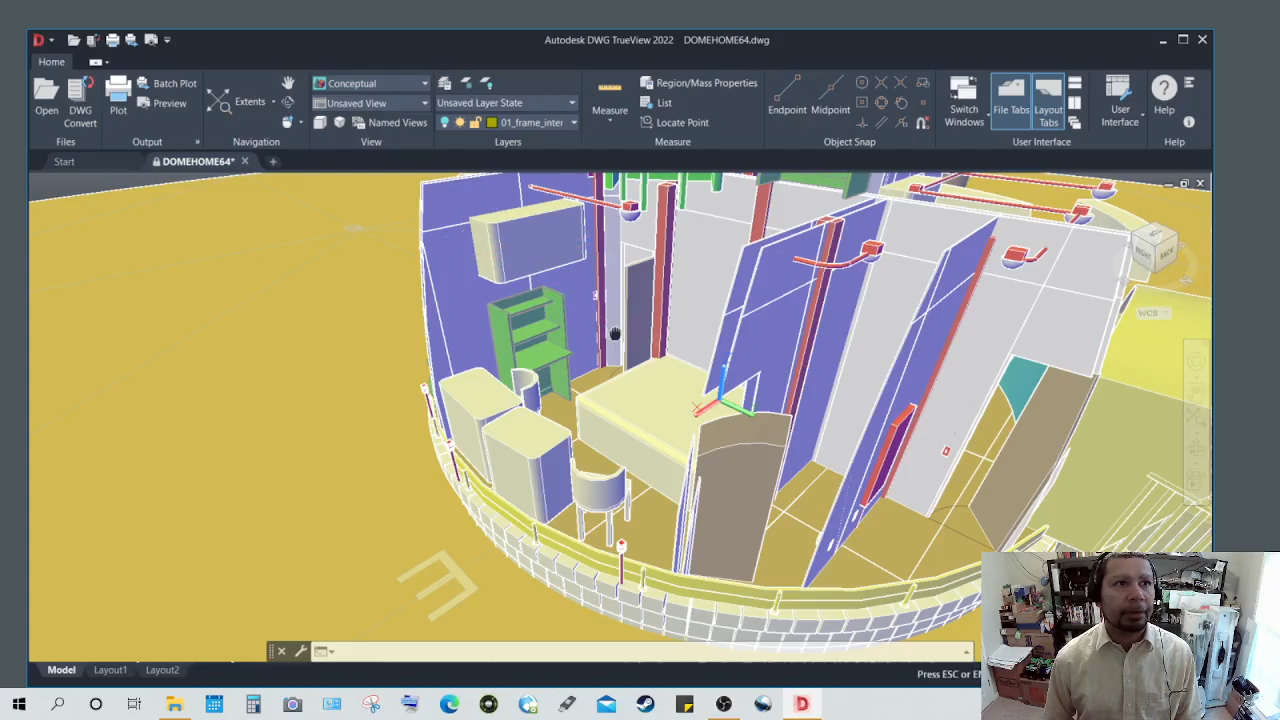 Autodesk DWG TrueView 2022 DOMEHOME64.dwg
Home
Open
DWG Convert
Files
Plot
Batch Plot
Preview
Output
Extents
Navigation
Conceptual
Unsaved View
Named Views
View
Unsaved Layer State
01_frame_inter
Layers
Measure
Region/Mass Properties
List
Locate Point
Measure
Endpoint
Midpoint
Object Snap
Switch Windows
File Tabs
Layout Tabs
User Interface
User Interface
Help
Help
Start
DOMEHOME64*
RIGHT
BACK
WCS
E
Model
Layout1
Layout2
Press ESC or E